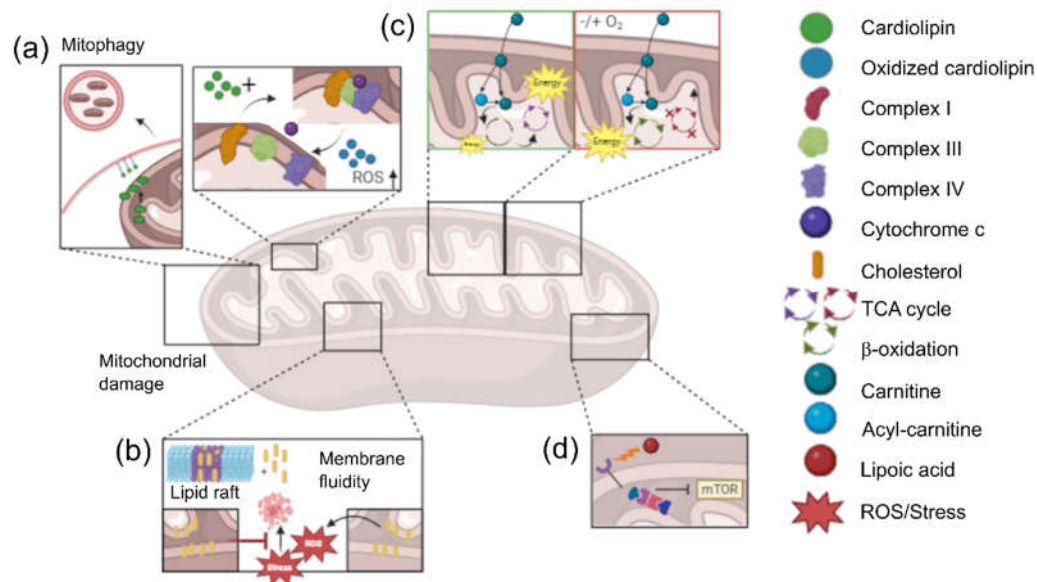 (a)
Mitophagy
+
ROS
(c)
Energy
Energy
-/+ O₂
Energy
Mitochondrial
damage
(b)
Lipid raft
+
Membrane
fluidity
Stress
ROS
(d)
mTOR
Cardiolipin
Oxidized cardiolipin
Complex I
Complex III
Complex IV
Cytochrome c
Cholesterol
TCA cycle
β-oxidation
Carnitine
Acyl-carnitine
Lipoic acid
ROS/Stress